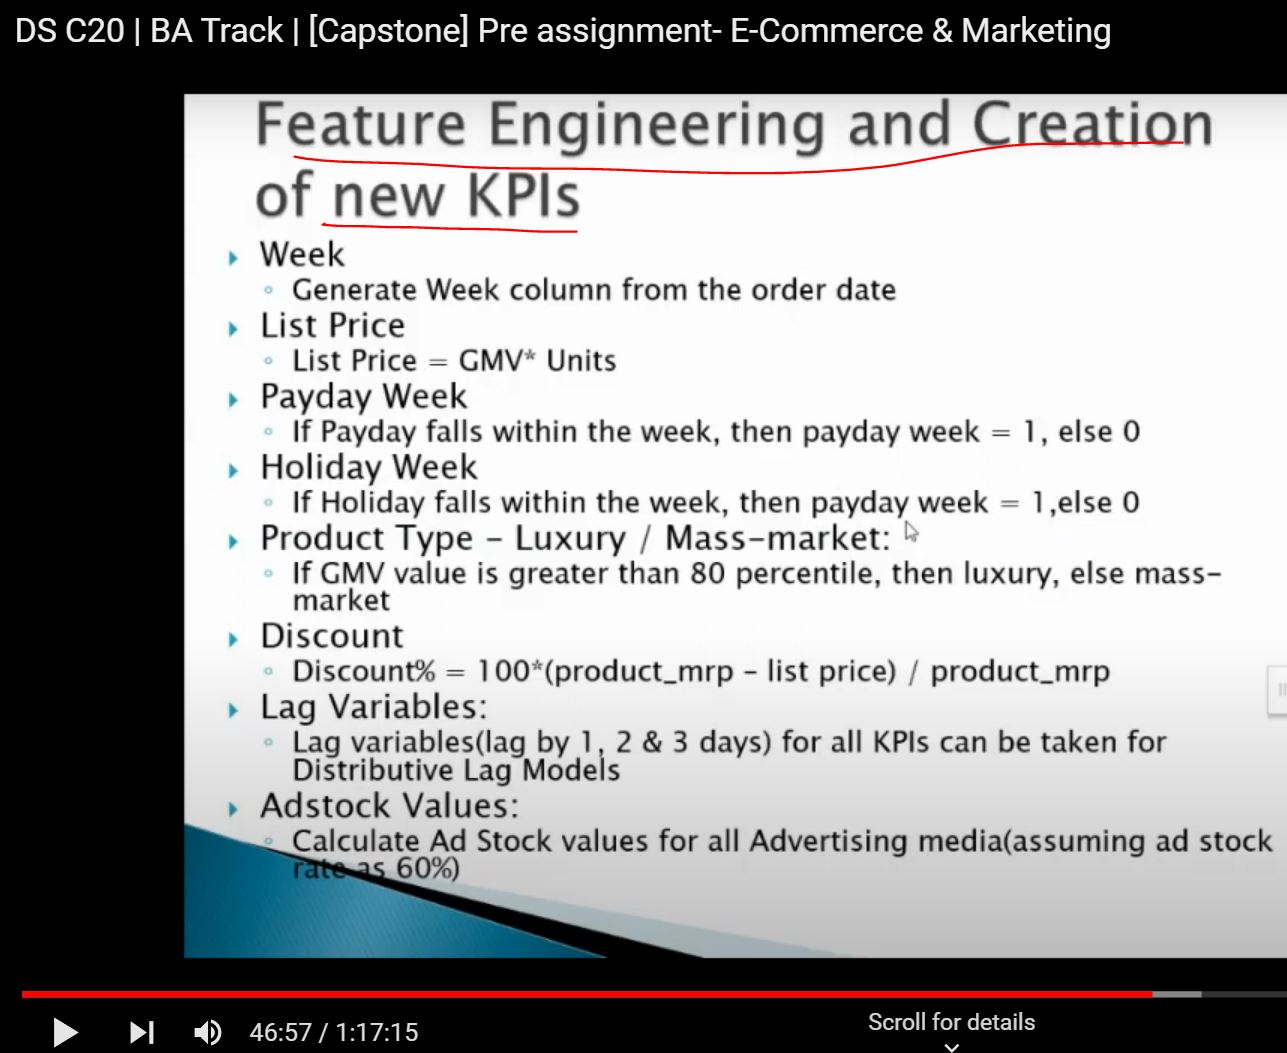 DS C20 | BA Track | [Capstone] Pre assignment- E-Commerce & Marketing
Feature Engineering and Creation
of new KPIs
Week
Generate Week column from the order date
List Price
List Price = GMV* Units
Payday Week
If Payday falls within the week, then payday week = 1, else 0
Holiday Week
If Holiday falls within the week, then payday week = 1,else 0
Product Type – Luxury / Mass-market:
If GMV value is greater than 80 percentile, then luxury, else mass-
market
Discount
Discount% = 100*(product_mrp – list price) / product_mrp
Lag Variables:
Lag variables(lag by 1, 2 & 3 days) for all KPIs can be taken for
Distributive Lag Models
Adstock Values:
Calculate Ad Stock values for all Advertising media(assuming ad stock
rate as 60%)
46:57 / 1:17:15
Scroll for details